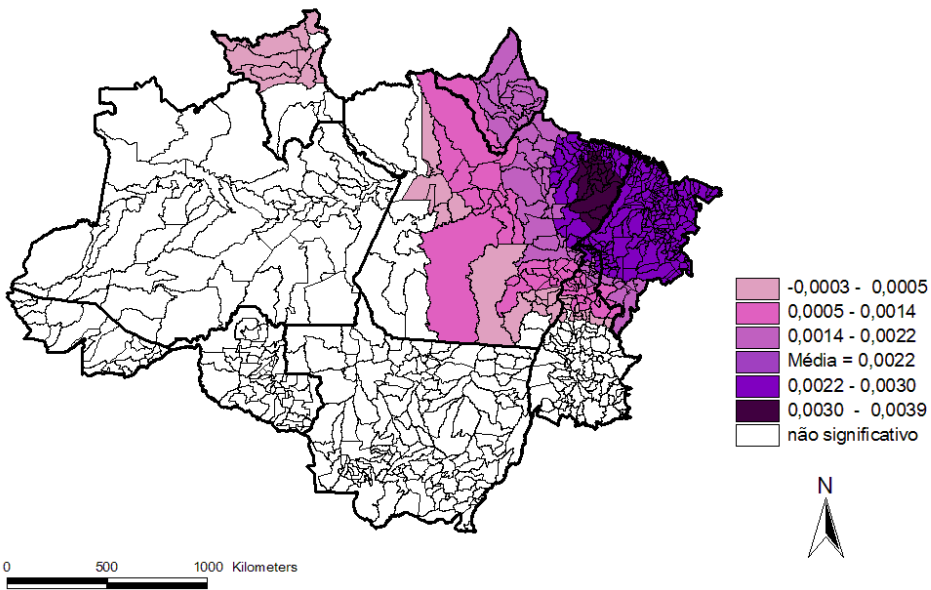 -0,0003 - 0,0005
0,0005 - 0,0014
0,0014 - 0,0022
Média = 0,0022
0,0022 - 0,0030
0,0030 - 0,0039
não significativo
N
0 500 1000 Kilometers